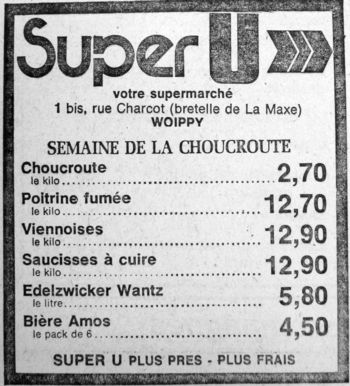 Super U
votre supermarché
1 bis, rue Charcot (bretelle de La Maxe)
WOIPPY
SEMAINE DE LA CHOUCROUTE
Choucroute
le kilo.......................................2,70
Poitrine fumée
le kilo.......................................12,70
Viennoises
le kilo.......................................12,90
Saucisses à cuire
le kilo.......................................12,90
Edelzwicker Wantz
le litre.......................................5,80
Bière Amos
le pack de 6...............................4,50
SUPER U PLUS PRES - PLUS FRAIS